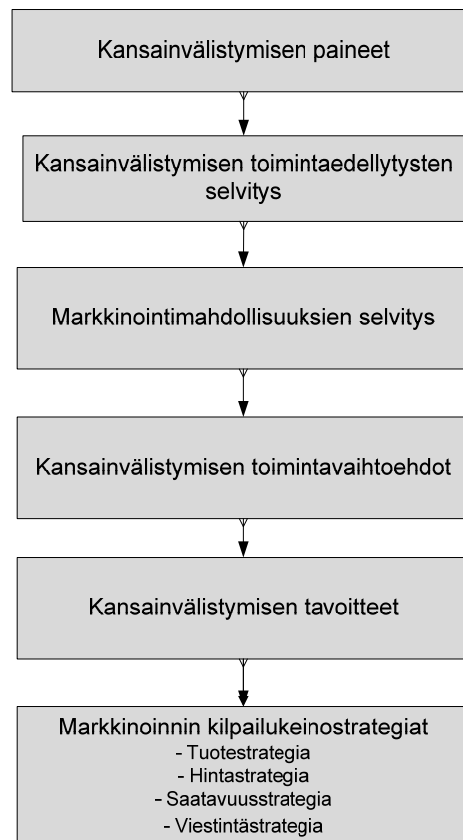 Kansainvälistymisen paineet
Kansainvälistymisen toimintaedellytysten
selvitys
Markkinointimahdollisuuksien selvitys
Kansainvälistymisen toimintavaihtoehdot
Kansainvälistymisen tavoitteet
Markkinoinnin kilpailukeinostrategiat
- Tuotestrategia
- Hintastrategia
- Saatavuusstrategia
- Viestintästrategia